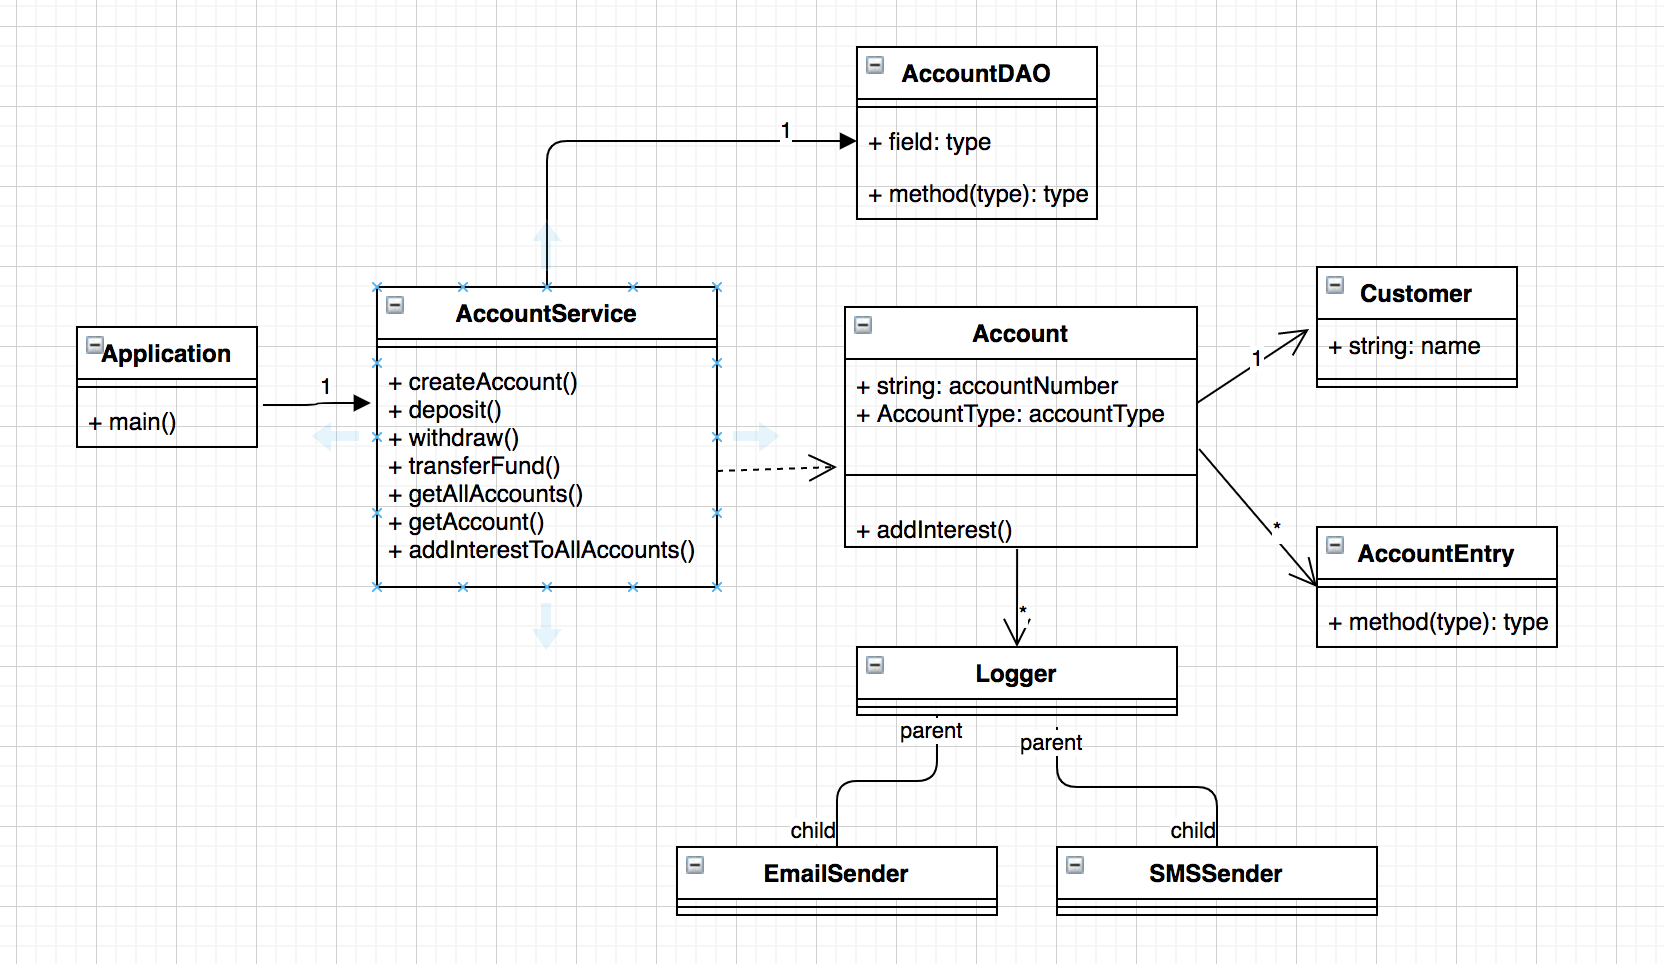 AccountDAO
+ field: type
+ method(type): type
1
Application
+ main()
1
AccountService
+ createAccount()
+ deposit()
+ withdraw()
+ transferFund()
+ getAllAccounts()
+ getAccount()
+ addInterestToAllAccounts()
Account
+ string: accountNumber
+ AccountType: accountType
+ addInterest()
1
Customer
+ string: name
*
AccountEntry
+ method(type): type
*
Logger
parent
parent
child
child
EmailSender
SMSSender